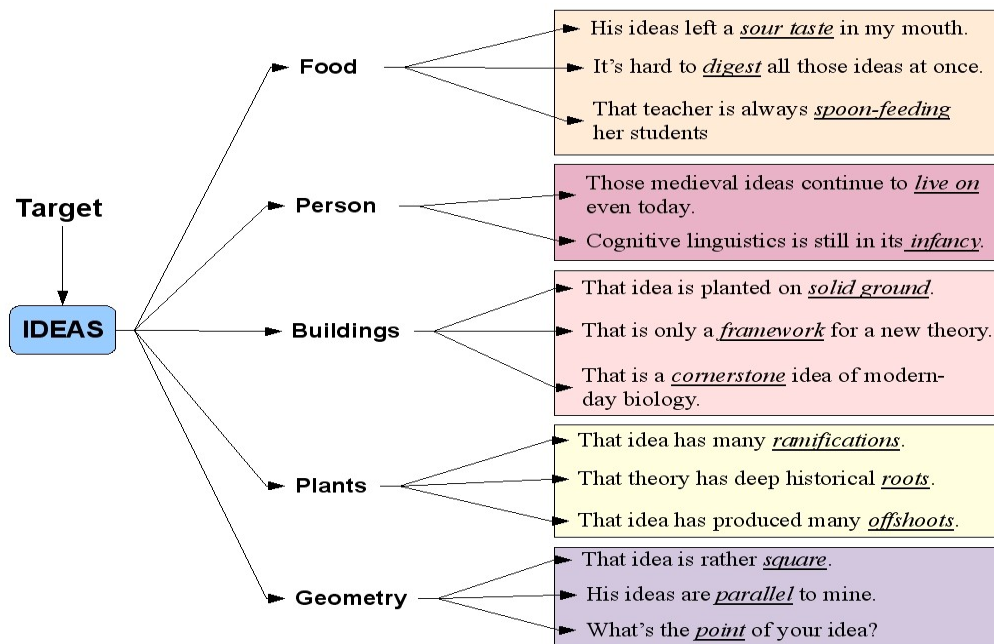 Target
IDEAS
Food
His ideas left a sour taste in my mouth.
It's hard to digest all those ideas at once.
That teacher is always spoon-feeding
her students
Person
Those medieval ideas continue to live on
even today.
Cognitive linguistics is still in its infancy.
Buildings
That idea is planted on solid ground.
That is only a framework for a new theory.
That is a cornerstone idea of modern-
day biology.
Plants
That idea has many ramifications.
That theory has deep historical roots.
That idea has produced many offshoots.
Geometry
That idea is rather square.
His ideas are parallel to mine.
What's the point of your idea?